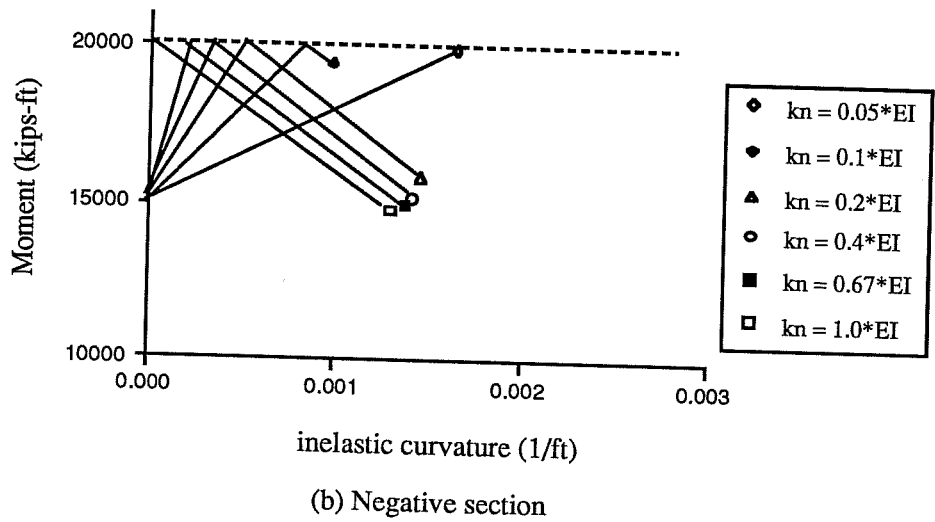 20000
15000
10000
Moment (kips-ft)
0.000
0.001
0.002
0.003
inelastic curvature (1/ft)
kn = 0.05*EI
kn = 0.1*EI
kn = 0.2*EI
kn = 0.4*EI
kn = 0.67*EI
kn = 1.0*EI
(b) Negative section